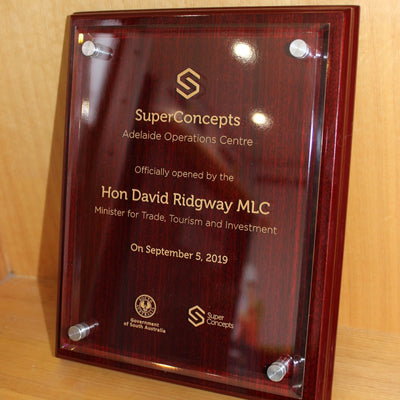 SuperConcepts
Adelaide Operations Centre
Officially opened by the
Hon David Ridgway MLC
Minister for Trade, Tourism and Investment
On September 5, 2019
Government
of South Australia
Super
Concepts